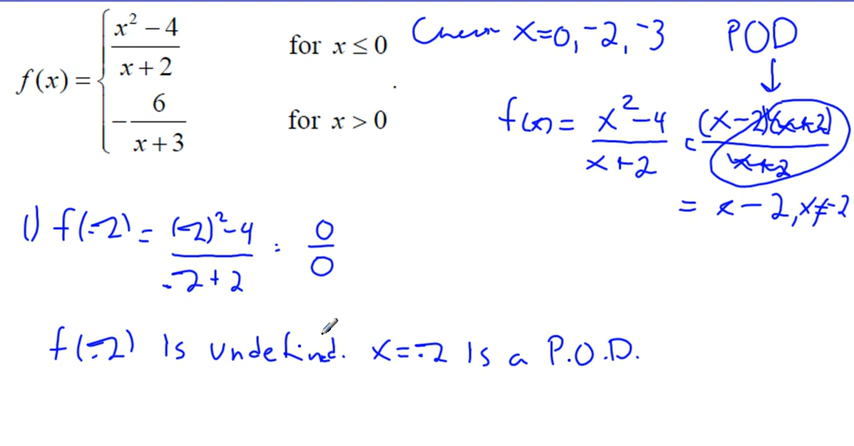 f(x) = { (x² − 4)/(x + 2) for x ≤ 0
−6/(x + 3) for x > 0
Check x=0,-2,-3
POD
↓
f(x) = (x²-4)/(x+2) = (x-2)(x+2)/(x+2)
= x-2, x≠-2
1) f(-2) = ((-2)²-4)/(-2+2) = 0/0
f(-2) is undefind. x=-2 is a P.O.D.